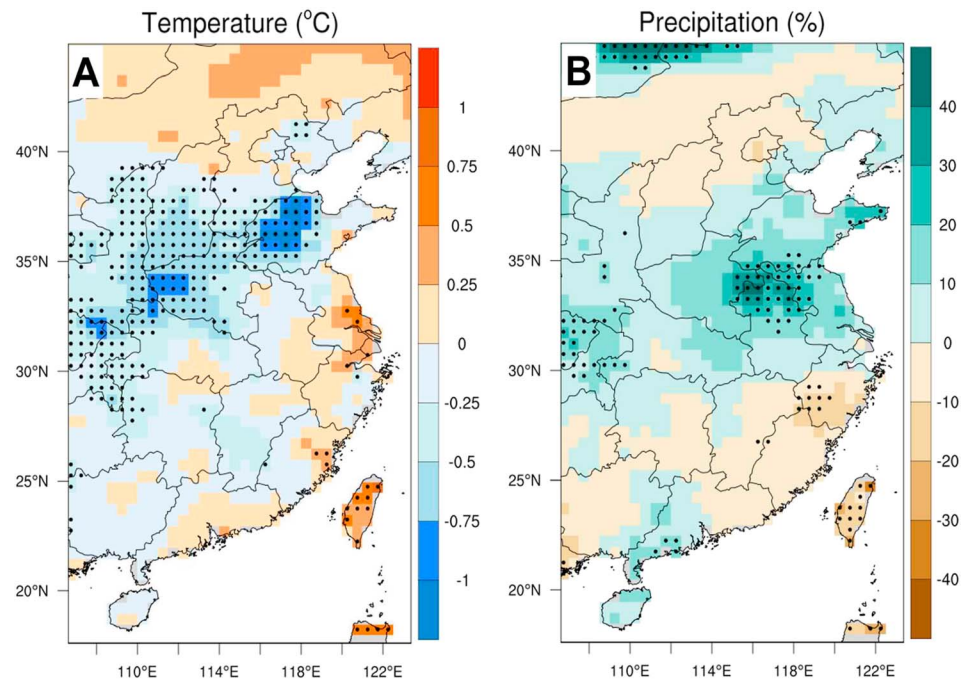 Temperature (°C)
Precipitation (%)
A
B
40°N
35°N
30°N
25°N
20°N
110°E
114°E
118°E
122°E
1
0.75
0.5
0.25
0
-0.25
-0.5
-0.75
-1
40°N
35°N
30°N
25°N
20°N
110°E
114°E
118°E
122°E
40
30
20
10
0
-10
-20
-30
-40